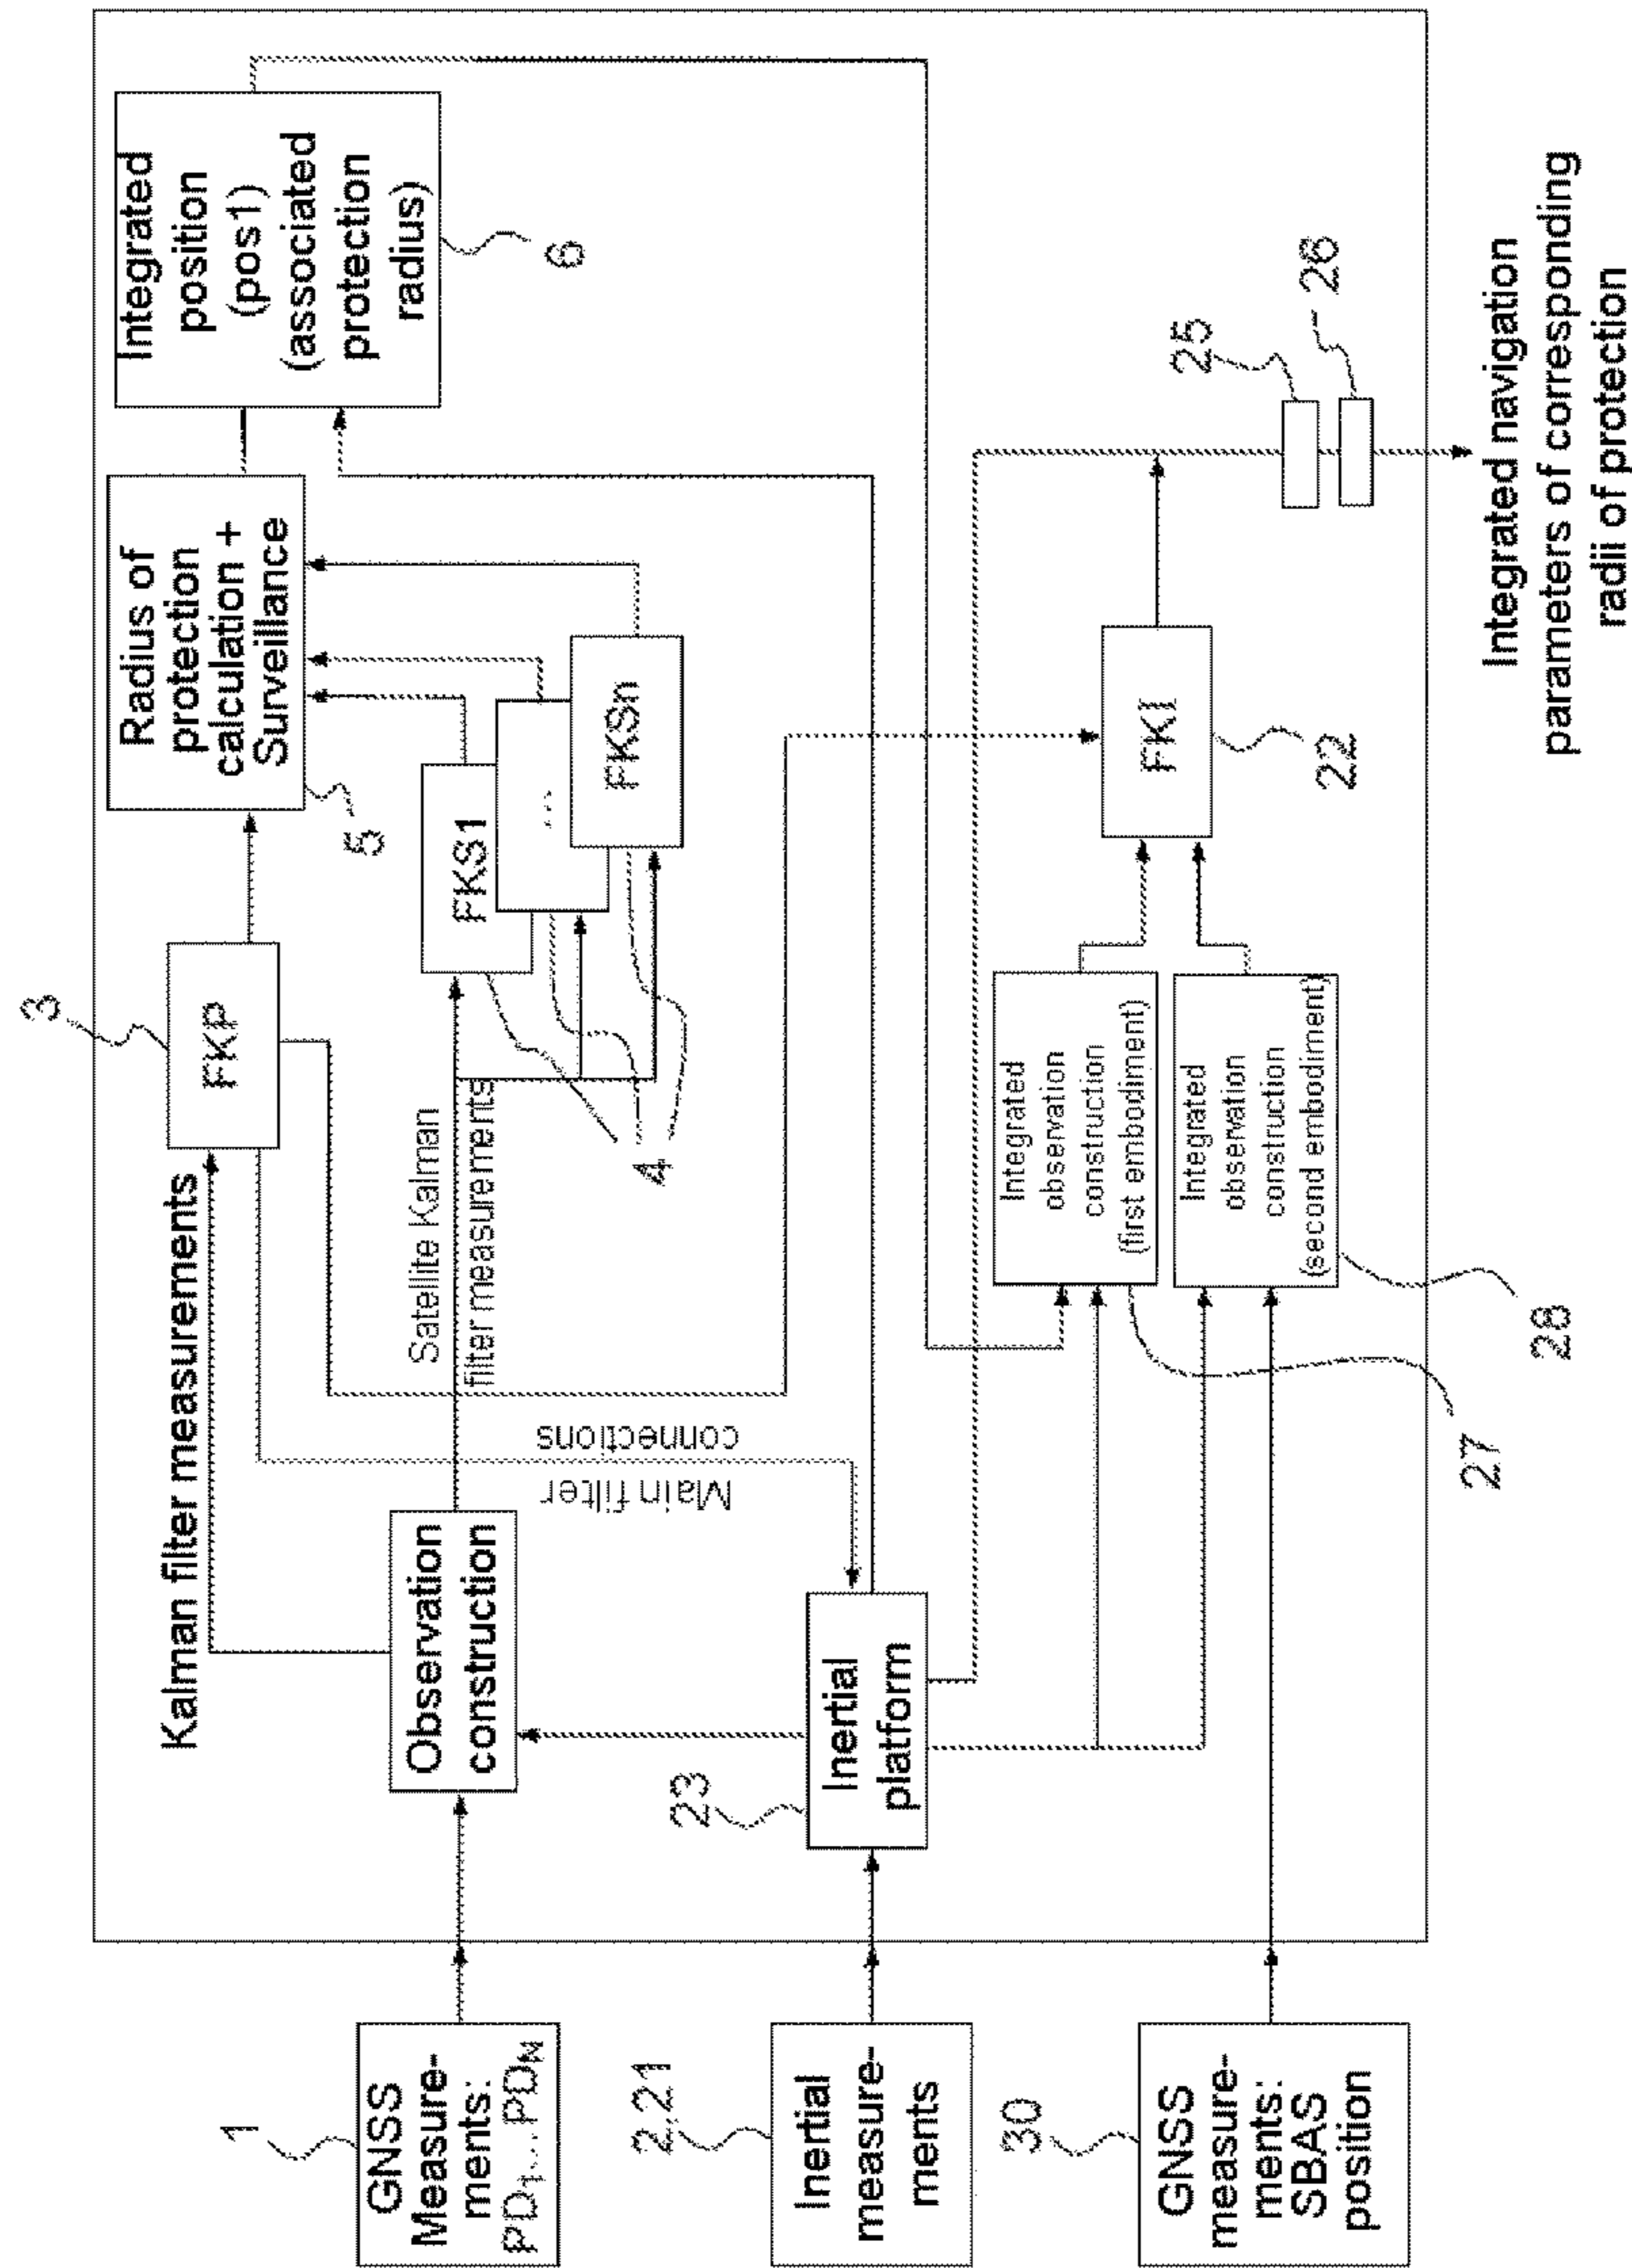 1
GNSS
Measure-
ments:
PD1...PDN
2,21
Inertial
measure-
ments
30
GNSS
measure-
ments:
SBAS
position
Kalman filter measurements
Observation
construction
23
Inertial
platform
Main filter
connections
Satellite Kalman
filter measurements
3
FKP
FKS1
...
FKSn
4
5
Radius of
protection
calculation +
Surveillance
Integrated
position
(pos1)
(associated
protection
radius)
6
Integrated
observation
construction
(first embodiment)
27
Integrated
observation
construction
(second embodiment)
28
FKI
22
25
26
Integrated navigation
parameters of corresponding
radii of protection